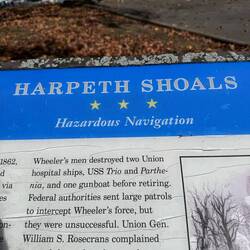 HARPETH SHOALS
Hazardous Navigation
1862, Wheeler's men destroyed two Union
d hospital ships, USS Trio and Parthe-
via nia, and one gunboat before retiring.
es Federal authorities sent large patrols
to intercept Wheeler's force, but
they were unsuccessful. Union Gen.
on- William S. Rosecrans complained